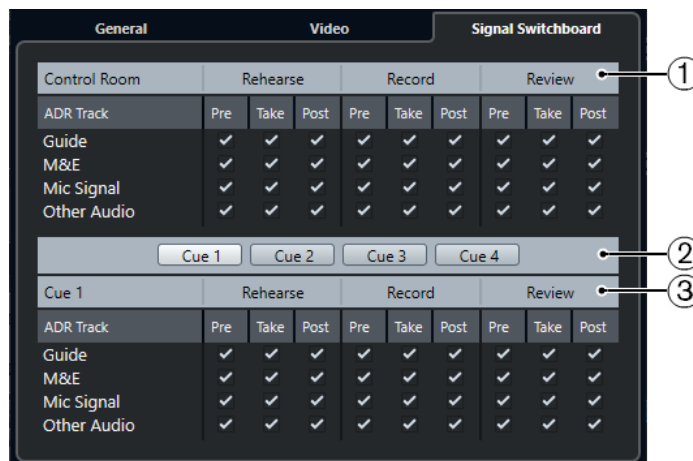 General Video Signal Switchboard
Control Room Rehearse Record Review 1
ADR Track Pre Take Post Pre Take Post Pre Take Post
Guide
M&E
Mic Signal
Other Audio
Cue 1 Cue 2 Cue 3 Cue 4 2
Cue 1 Rehearse Record Review 3
ADR Track Pre Take Post Pre Take Post Pre Take Post
Guide
M&E
Mic Signal
Other Audio